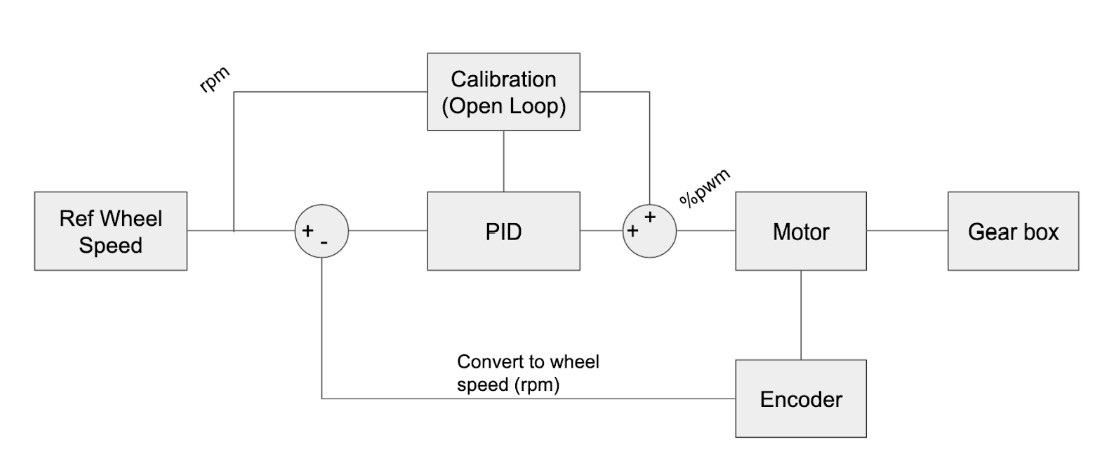 rpm
Calibration
(Open Loop)
%pwm
Ref Wheel
Speed
+
-
PID
+
+
Motor
Gear box
Convert to wheel
speed (rpm)
Encoder